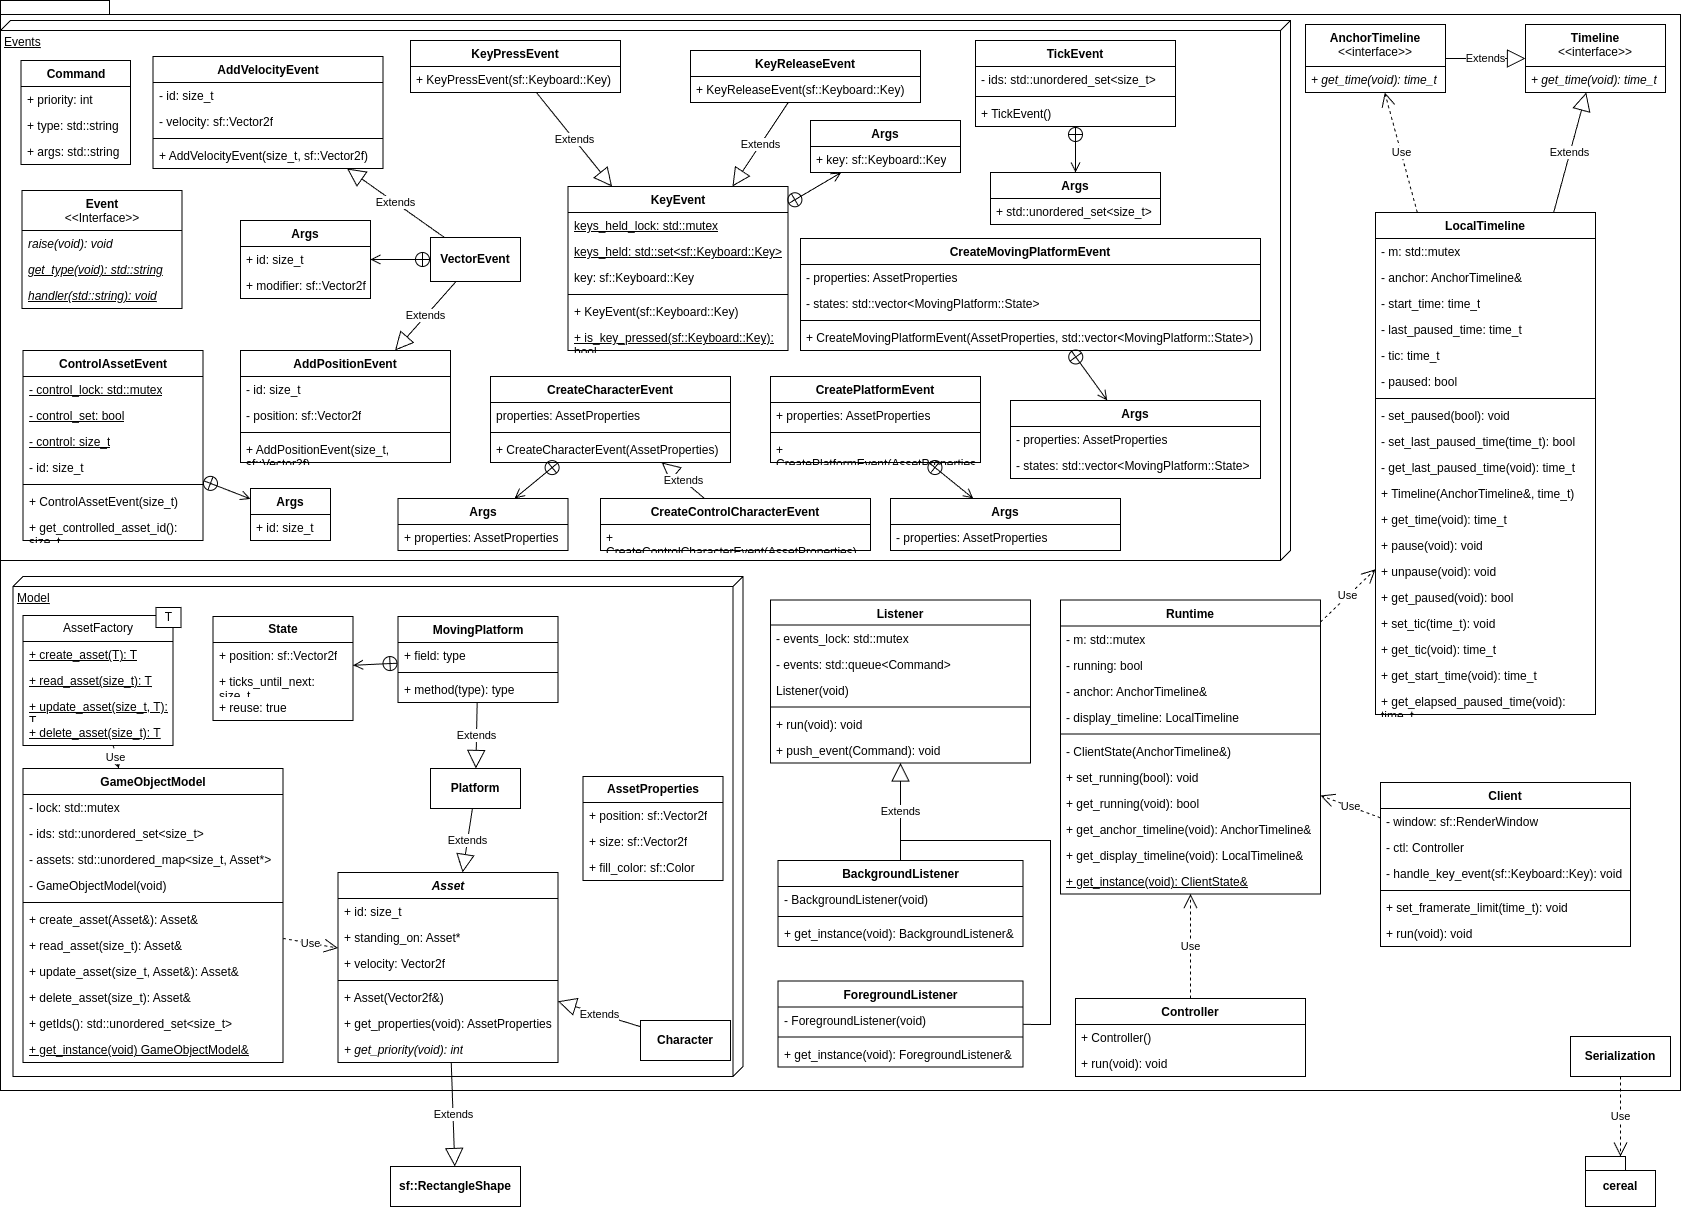 Events
Command
+ priority: int
+ type: std::string
+ args: std::string
AddVelocityEvent
- id: size_t
- velocity: sf::Vector2f
+ AddVelocityEvent(size_t, sf::Vector2f)
KeyPressEvent
+ KeyPressEvent(sf::Keyboard::Key)
KeyReleaseEvent
+ KeyReleaseEvent(sf::Keyboard::Key)
TickEvent
- ids: std::unordered_set<size_t>
+ TickEvent()
AnchorTimeline
<<interface>>
+ get_time(void): time_t
Extends
Timeline
<<interface>>
+ get_time(void): time_t
Extends
Extends
Args
+ key: sf::Keyboard::Key
Use
Extends
Args
+ std::unordered_set<size_t>
Event
<<Interface>>
raise(void): void
get_type(void): std::string
handler(std::string): void
Extends
Args
+ id: size_t
+ modifier: sf::Vector2f
VectorEvent
Extends
KeyEvent
keys_held_lock: std::mutex
keys_held: std::set<sf::Keyboard::Key>
key: sf::Keyboard::Key
+ KeyEvent(sf::Keyboard::Key)
+ is_key_pressed(sf::Keyboard::Key):
bool
CreateMovingPlatformEvent
- properties: AssetProperties
- states: std::vector<MovingPlatform::State>
+ CreateMovingPlatformEvent(AssetProperties, std::vector<MovingPlatform::State>)
LocalTimeline
- m: std::mutex
- anchor: AnchorTimeline&
- start_time: time_t
- last_paused_time: time_t
- tic: time_t
- paused: bool
- set_paused(bool): void
- set_last_paused_time(time_t): bool
- get_last_paused_time(void): time_t
+ Timeline(AnchorTimeline&, time_t)
+ get_time(void): time_t
+ pause(void): void
+ unpause(void): void
+ get_paused(void): bool
+ set_tic(time_t): void
+ get_tic(void): time_t
+ get_start_time(void): time_t
+ get_elapsed_paused_time(void):
time_t
ControlAssetEvent
- control_lock: std::mutex
- control_set: bool
- control: size_t
- id: size_t
+ ControlAssetEvent(size_t)
+ get_controlled_asset_id():
size_t
AddPositionEvent
- id: size_t
- position: sf::Vector2f
+ AddPositionEvent(size_t,
sf::Vector2f)
CreateCharacterEvent
properties: AssetProperties
+ CreateCharacterEvent(AssetProperties)
CreatePlatformEvent
+ properties: AssetProperties
+
CreatePlatformEvent(AssetProperties
Args
- properties: AssetProperties
- states: std::vector<MovingPlatform::State>
Args
+ id: size_t
Extends
Args
+ properties: AssetProperties
CreateControlCharacterEvent
+
CreateControlCharacterEvent(AssetProperties)
Args
- properties: AssetProperties
Model
T
AssetFactory
+ create_asset(T): T
+ read_asset(size_t): T
+ update_asset(size_t, T):
T
+ delete_asset(size_t): T
Use
State
+ position: sf::Vector2f
+ ticks_until_next:
size_t
+ reuse: true
MovingPlatform
+ field: type
+ method(type): type
Extends
Platform
Extends
GameObjectModel
- lock: std::mutex
- ids: std::unordered_set<size_t>
- assets: std::unordered_map<size_t, Asset*>
- GameObjectModel(void)
+ create_asset(Asset&): Asset&
+ read_asset(size_t): Asset&
+ update_asset(size_t, Asset&): Asset&
+ delete_asset(size_t): Asset&
+ getIds(): std::unordered_set<size_t>
+ get_instance(void) GameObjectModel&
Use
AssetProperties
+ position: sf::Vector2f
+ size: sf::Vector2f
+ fill_color: sf::Color
Asset
+ id: size_t
+ standing_on: Asset*
+ velocity: Vector2f
+ Asset(Vector2f&)
+ get_properties(void): AssetProperties
+ get_priority(void): int
Extends
Character
Extends
sf::RectangleShape
Listener
- events_lock: std::mutex
- events: std::queue<Command>
Listener(void)
+ run(void): void
+ push_event(Command): void
Extends
BackgroundListener
- BackgroundListener(void)
+ get_instance(void): BackgroundListener&
ForegroundListener
- ForegroundListener(void)
+ get_instance(void): ForegroundListener&
Runtime
- m: std::mutex
- running: bool
- anchor: AnchorTimeline&
- display_timeline: LocalTimeline
- ClientState(AnchorTimeline&)
+ set_running(bool): void
+ get_running(void): bool
+ get_anchor_timeline(void): AnchorTimeline&
+ get_display_timeline(void): LocalTimeline&
+ get_instance(void): ClientState&
Use
Use
Client
- window: sf::RenderWindow
- ctl: Controller
- handle_key_event(sf::Keyboard::Key): void
+ set_framerate_limit(time_t): void
+ run(void): void
Use
Controller
+ Controller()
+ run(void): void
Serialization
Use
cereal